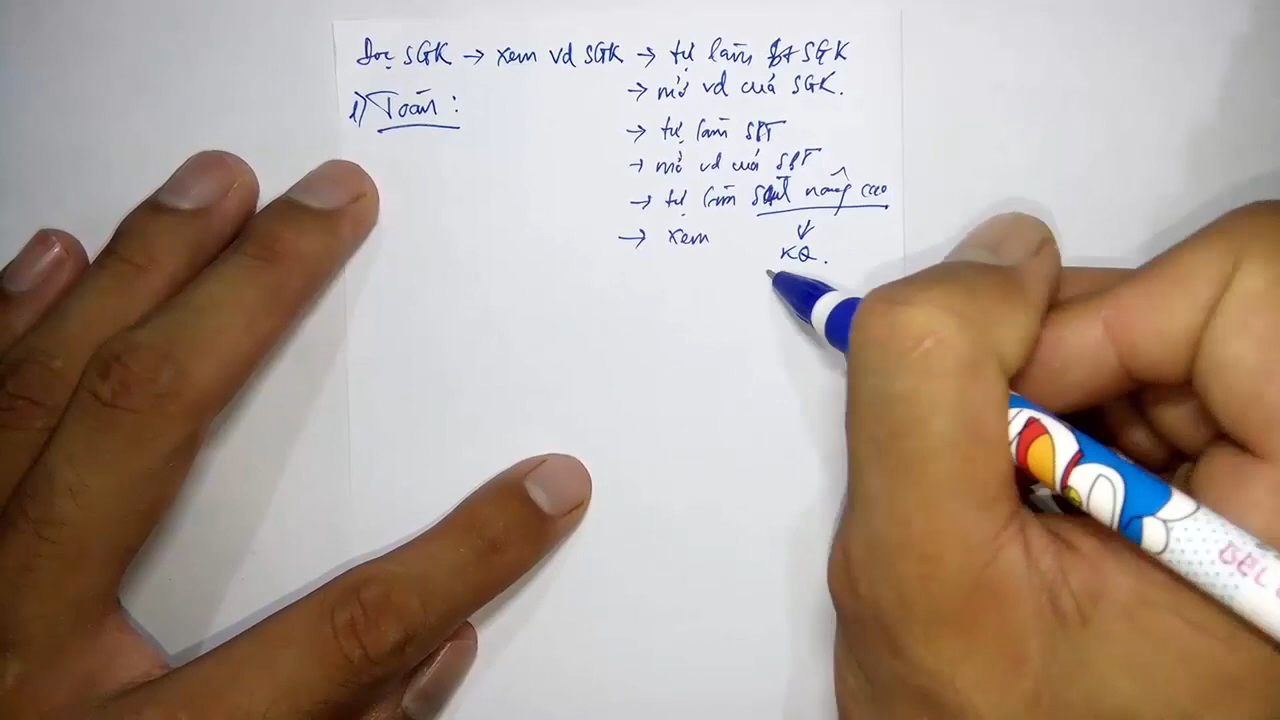 Đọc SGK → xem vd SGK → tự làm bt SGK
→ mở vd của SGK.
1) Toán :
→ tự làm SBT
→ mở vd của SBT
→ tự làm nâng cao
→ xem
↓
KQ.